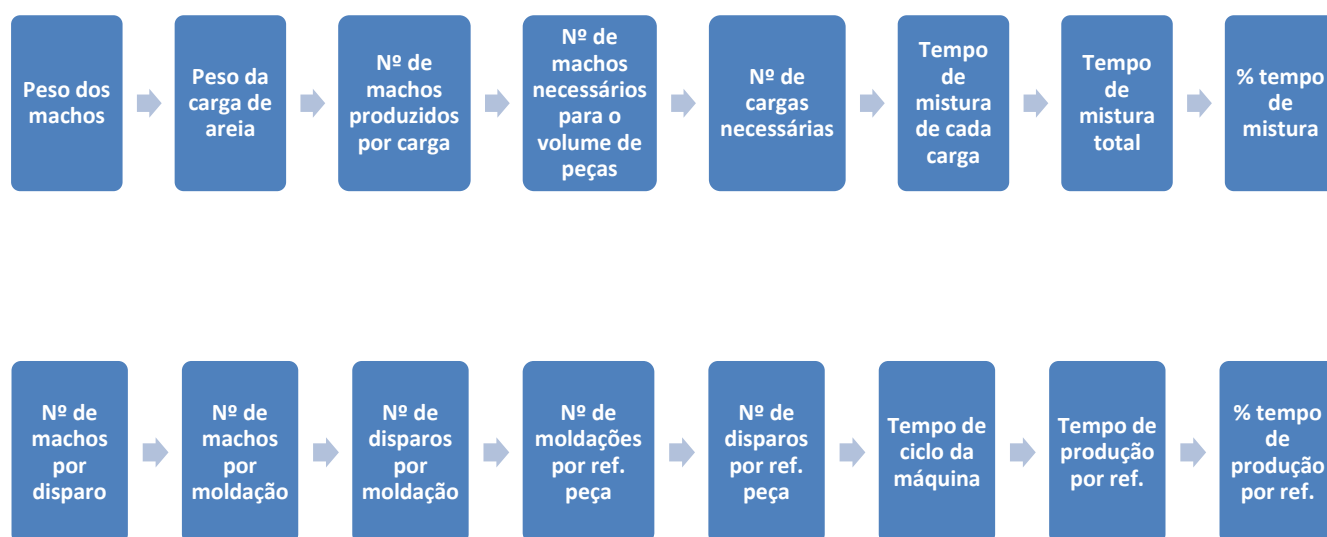 Peso dos
machos
Peso da
carga de
areia
Nº de
machos
produzidos
por carga
Nº de
machos
necessários
para o
volume de
peças
Nº de
cargas
necessárias
Tempo
de
mistura
de cada
carga
Tempo
de
mistura
total
% tempo
de
mistura
Nº de
machos
por
disparo
Nº de
machos
por
moldação
Nº de
disparos
por
moldação
Nº de
moldações
por ref.
peça
Nº de
disparos
por ref.
peça
Tempo de
ciclo da
máquina
Tempo de
produção
por ref.
% tempo
de
produção
por ref.